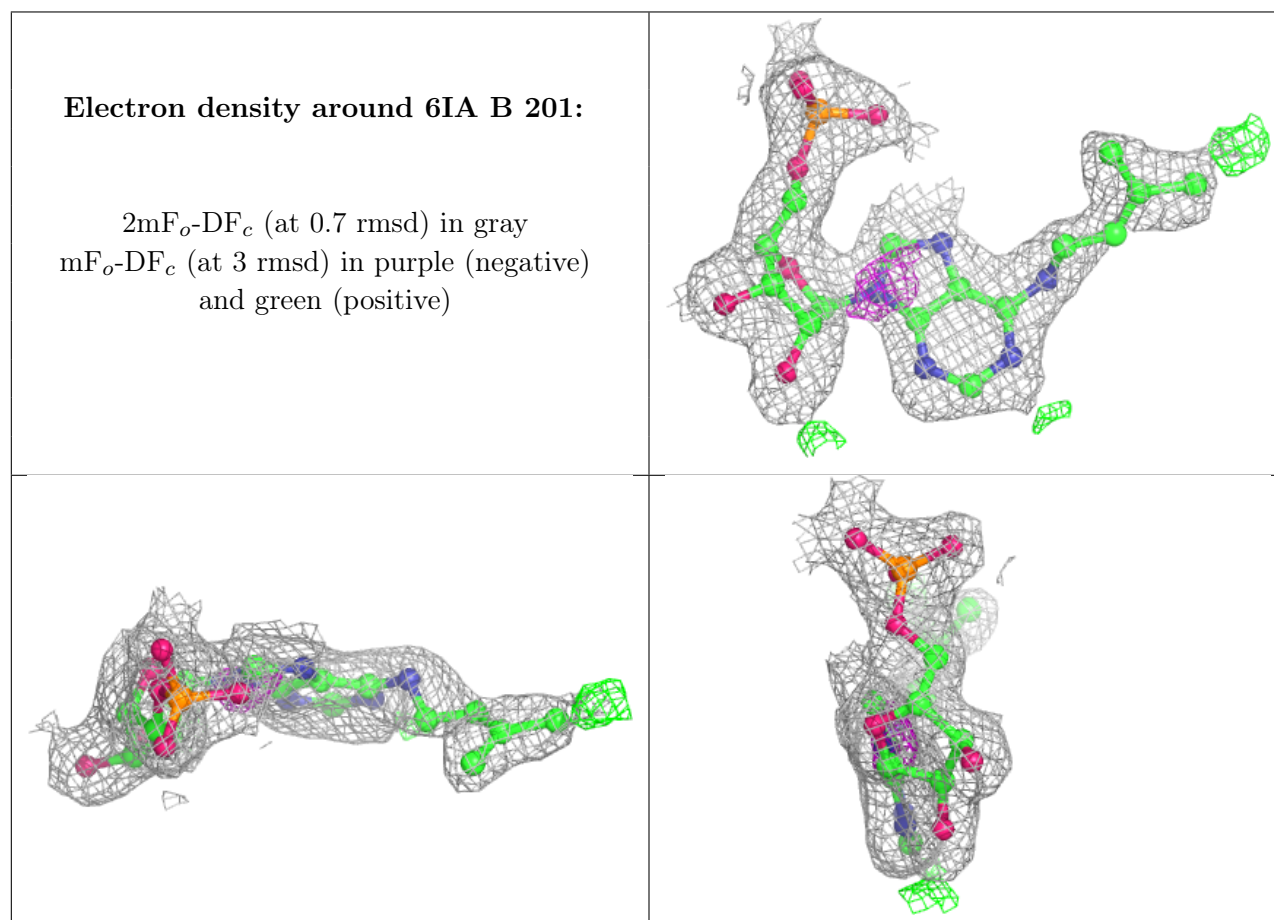 Electron density around 6IA B 201:
2mFₒ-DF𝒸 (at 0.7 rmsd) in gray
mFₒ-DF𝒸 (at 3 rmsd) in purple (negative)
and green (positive)